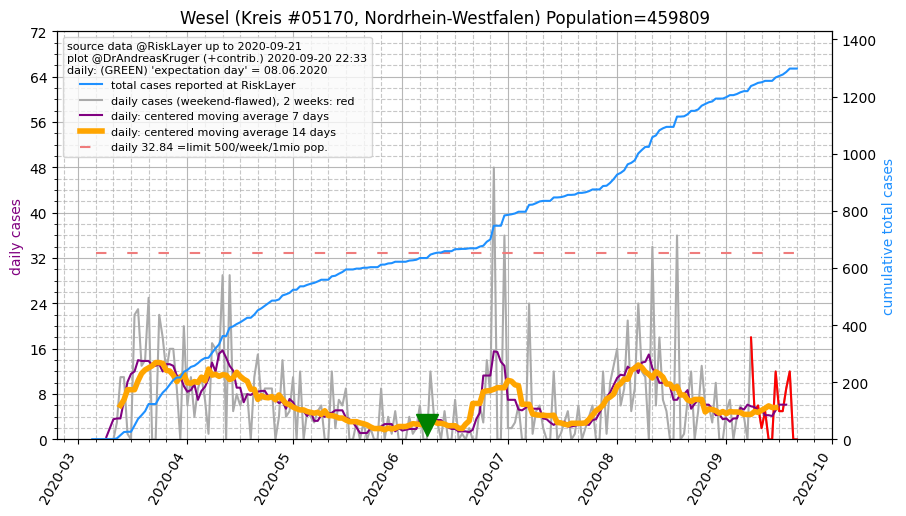 Wesel (Kreis #05170, Nordrhein-Westfalen) Population=459809
source data @RiskLayer up to 2020-09-21
plot @DrAndreasKruger (+contrib.) 2020-09-20 22:33
daily: (GREEN) 'expectation day' = 08.06.2020
total cases reported at RiskLayer
daily cases (weekend-flawed), 2 weeks: red
daily: centered moving average 7 days
daily: centered moving average 14 days
daily 32.84 =limit 500/week/1mio pop.
daily cases
72
64
56
48
40
32
24
16
8
0
cumulative total cases
1400
1200
1000
800
600
400
200
0
2020-03
2020-04
2020-05
2020-06
2020-07
2020-08
2020-09
2020-10